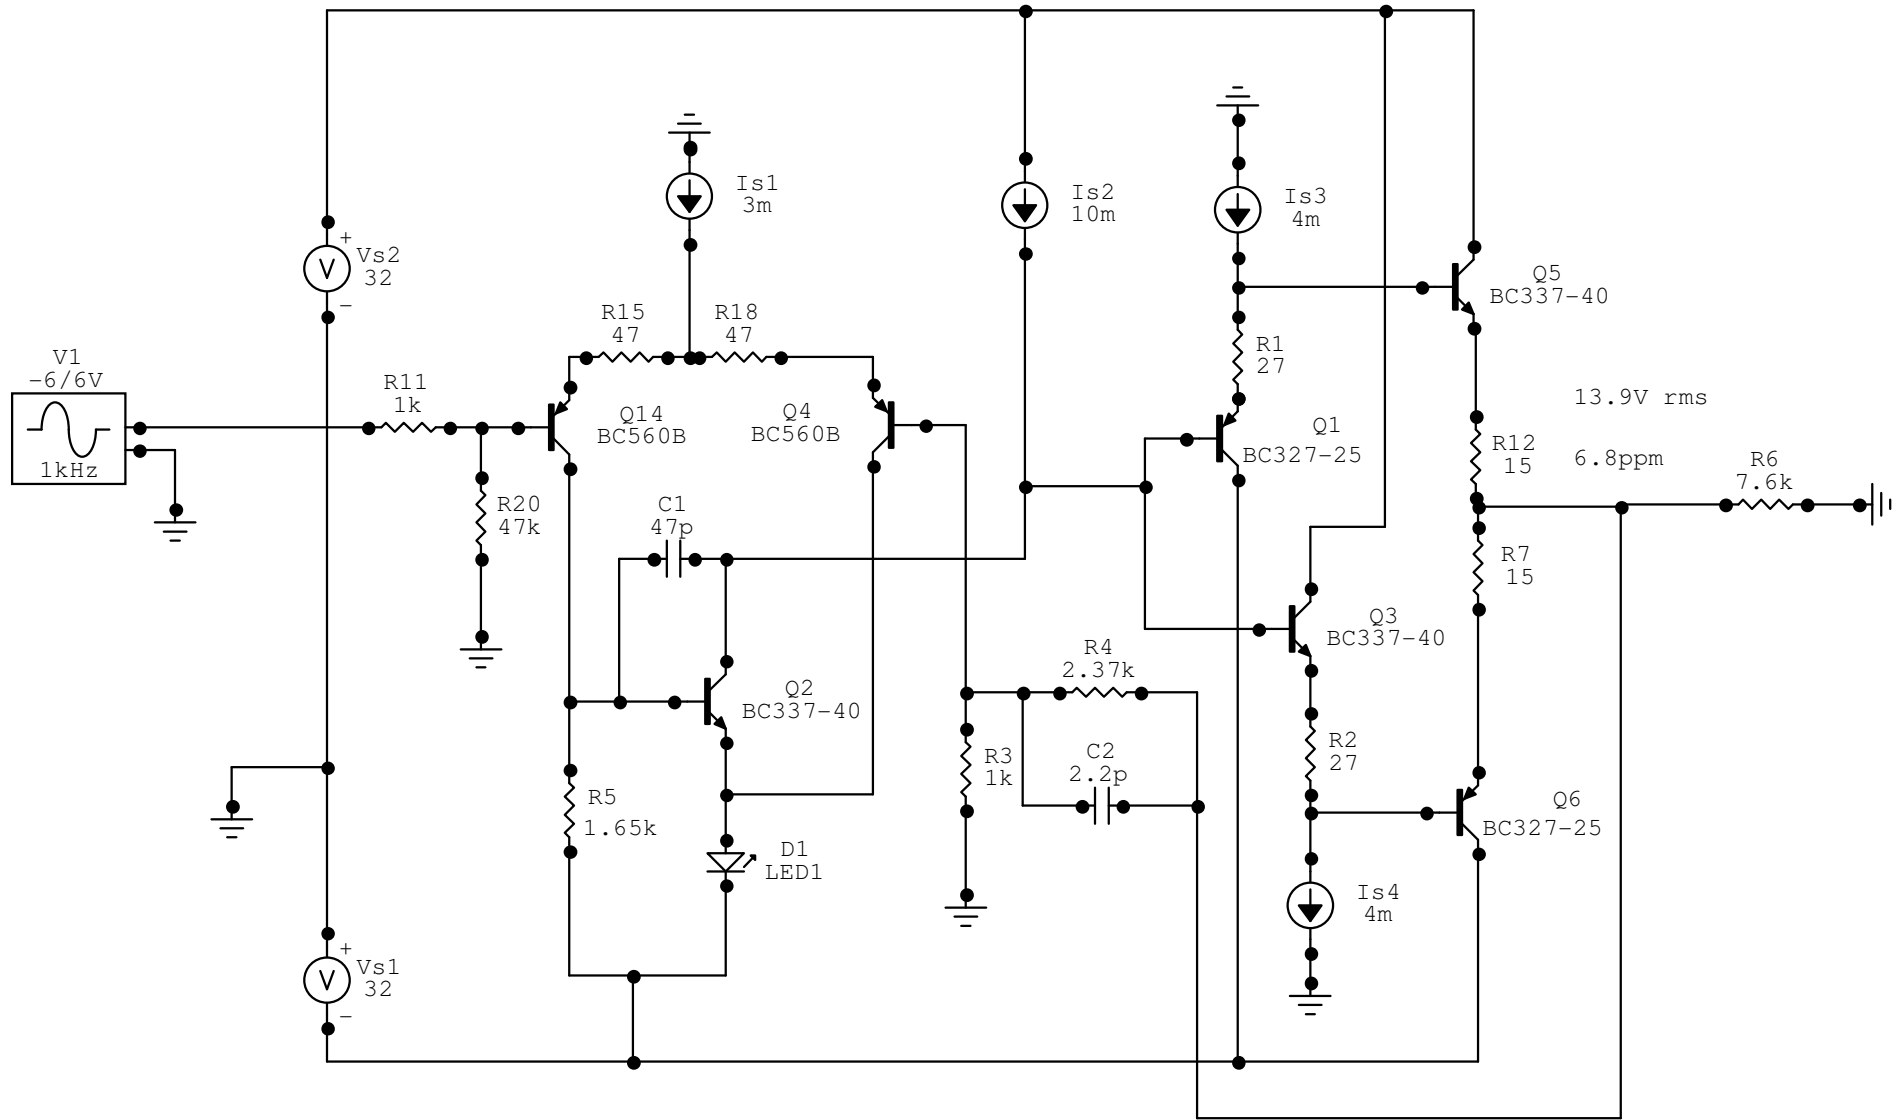 Is1
3m
Is2
10m
Is3
4m
+
Vs2
32
−
Q5
BC337−40
R15
47
R18
47
V1
−6/6V
1kHz
R11
1k
Q14
BC560B
Q4
BC560B
R1
27
Q1
BC327−25
13.9V rms
R12
15
6.8ppm
R6
7.6k
R20
47k
C1
47p
R7
15
Q3
BC337−40
R4
2.37k
Q2
BC337−40
R2
27
C2
2.2p
R3
1k
R5
1.65k
Q6
BC327−25
D1
LED1
Is4
4m
+
Vs1
32
−
V
V